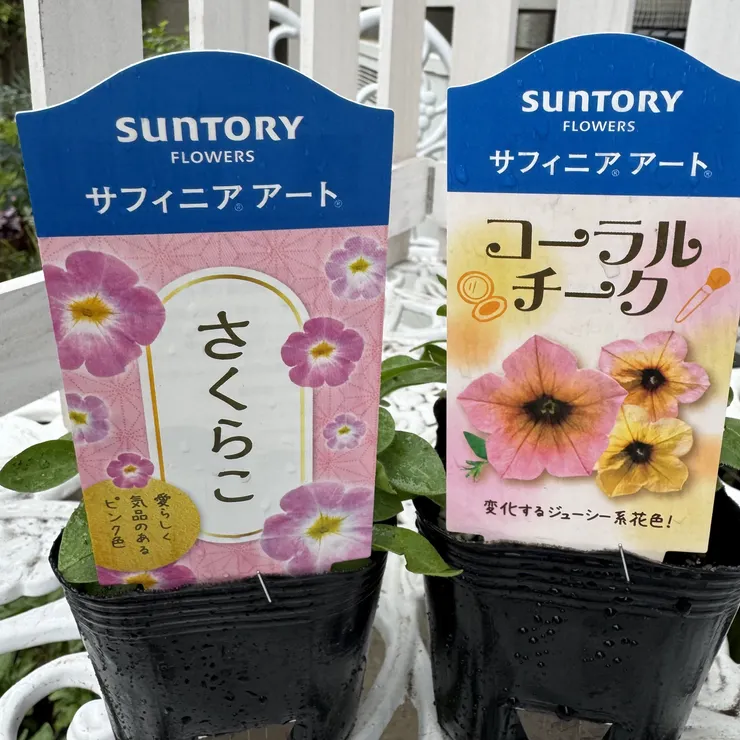 SUNTORY
FLOWERS
サフィニア® アート®
さくらこ
愛らしく
気品のある
ピンク色
SUNTORY
FLOWERS
サフィニア® アート®
コーラル
チーク
変化するジューシー系花色!